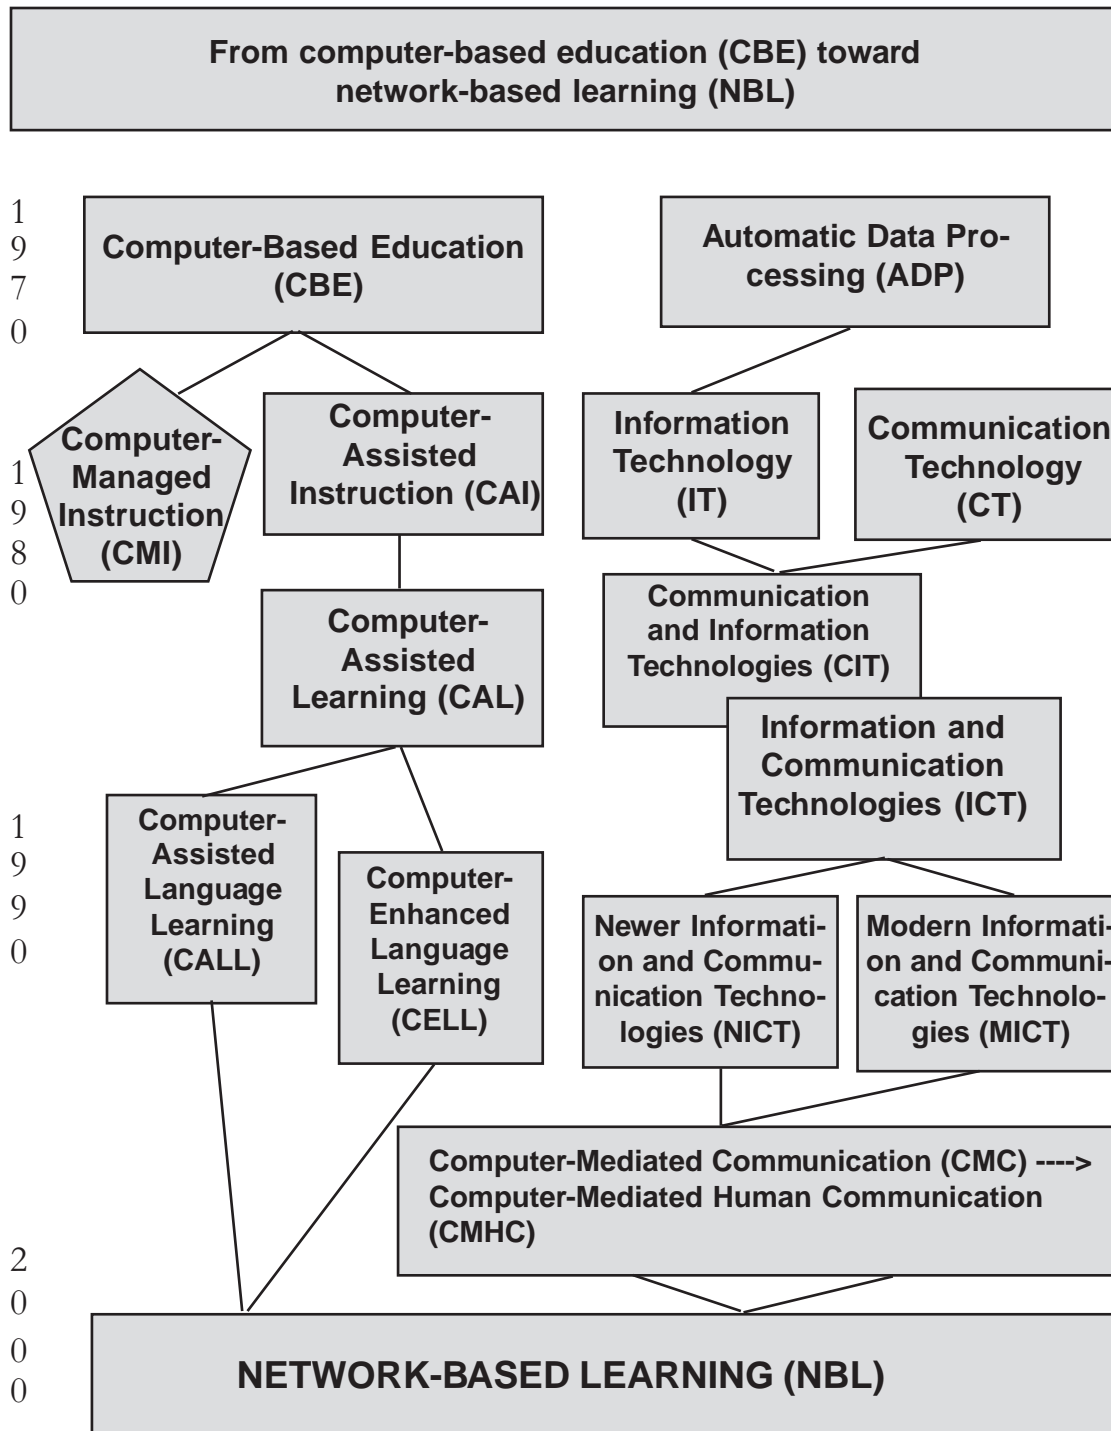 From computer-based education (CBE) toward
network-based learning (NBL)
1
9
7
0
Computer-Based Education
(CBE)
Automatic Data Pro-
cessing (ADP)
1
9
8
0
Computer-
Managed
Instruction
(CMI)
Computer-
Assisted
Instruction (CAI)
Information
Technology
(IT)
Communication
Technology
(CT)
Computer-
Assisted
Learning (CAL)
Communication
and Information
Technologies (CIT)
Information and
Communication
Technologies (ICT)
1
9
9
0
Computer-
Assisted
Language
Learning
(CALL)
Computer-
Enhanced
Language
Learning
(CELL)
Newer Informati-
on and Commu-
nication Techno-
logies (NICT)
Modern Informati-
on and Communi-
cation Technolo-
gies (MICT)
Computer-Mediated Communication (CMC) ---->
Computer-Mediated Human Communication
(CMHC)
2
0
0
0
NETWORK-BASED LEARNING (NBL)